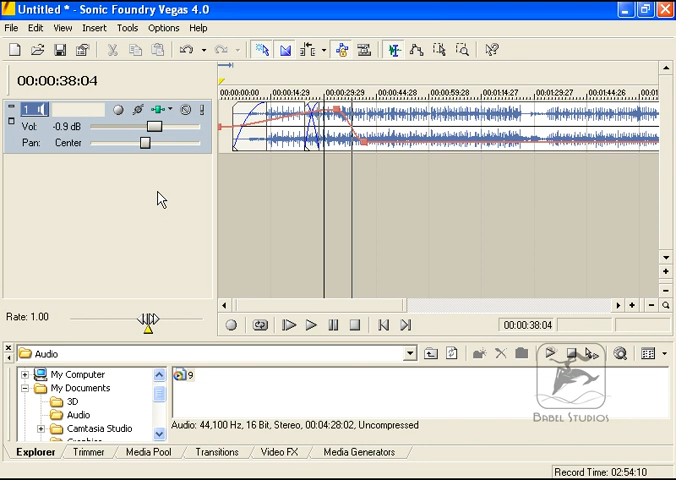 Untitled * - Sonic Foundry Vegas 4.0
File Edit View Insert Tools Options Help
00:00:38:04
00:00:00:00 00:00:14:29 00:00:29:29 00:00:44:28 00:00:59:28 00:01:14:27 00:01:29:27 00:01:44:26 00:01
1
Vol: -0.9 dB
Pan: Center
Rate: 1.00
00:00:38:04
Audio
My Computer
My Documents
3D
Audio
Camtasia Studio
9
Audio: 44,100 Hz, 16 Bit, Stereo, 00:04:28:02, Uncompressed
BABEL STUDIOS
Explorer Trimmer Media Pool Transitions Video FX Media Generators
Record Time: 02:54:10